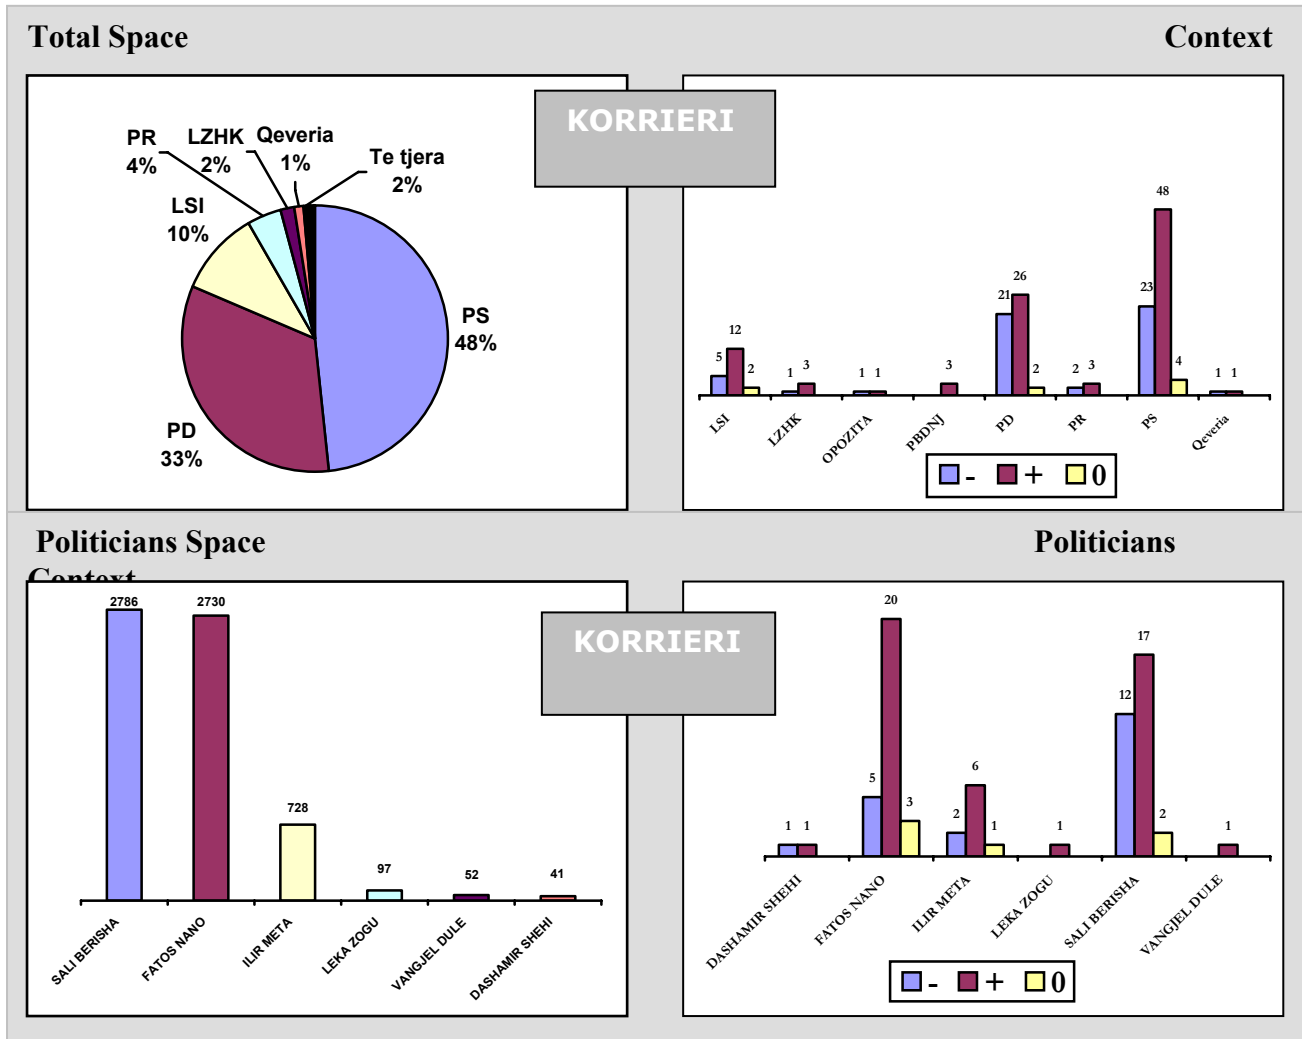 Total Space
Context
KORRIERI
PR
4%
LZHK
2%
Qeveria
1%
Te tjera
2%
LSI
10%
PS
48%
PD
33%
5
12
2
1
3
1
1
3
21
26
2
2
3
23
48
4
1
1
LSI
LZHK
OPOZITA
PBDNJ
PD
PR
PS
Qeveria
- + 0
Politicians Space
Politicians
Context
KORRIERI
2786
2730
728
97
52
41
SALI BERISHA
FATOS NANO
ILIR META
LEKA ZOGU
VANGJEL DULE
DASHAMIR SHEHI
1
1
5
20
3
2
6
1
1
12
17
2
1
DASHAMIR SHEHI
FATOS NANO
ILIR META
LEKA ZOGU
SALI BERISHA
VANGJEL DULE
- + 0